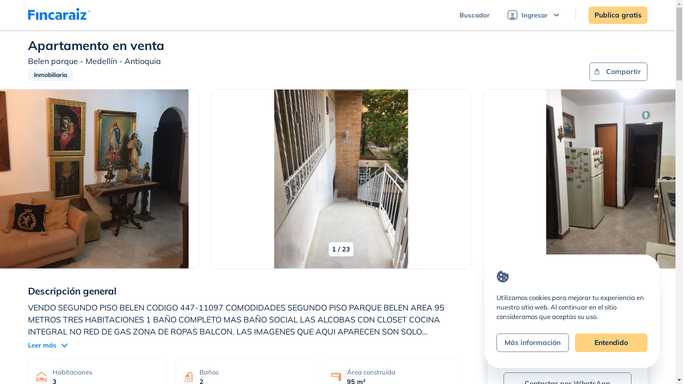 Fincaraiz
Buscador
Ingresar
Publica gratis
Apartamento en venta
Belen parque - Medellín - Antioquia
Inmobiliaria
Compartir
1 / 23
Descripción general
VENDO SEGUNDO PISO BELEN CODIGO 447-11097 COMODIDADES SEGUNDO PISO PARQUE BELEN AREA 95
METROS TRES HABITACIONES 1 BAÑO COMPLETO MAS BAÑO SOCIAL LAS ALCOBAS CON CLOSET COCINA
INTEGRAL NO RED DE GAS ZONA DE ROPAS BALCON. LAS IMAGENES QUE AQUI APARECEN SON SOLO...
Leer más
Habitaciones
3
Baños
2
Área construida
95 m²
Utilizamos cookies para mejorar tu experiencia en
nuestro sitio web. Al continuar en el sitio
consideramos que aceptas su uso.
Más información
Entendido
Contactar por WhatsApp